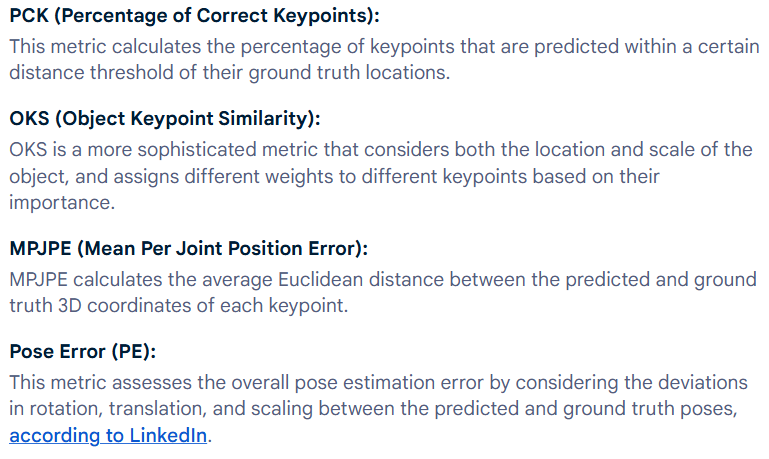 PCK (Percentage of Correct Keypoints):
This metric calculates the percentage of keypoints that are predicted within a certain
distance threshold of their ground truth locations.
OKS (Object Keypoint Similarity):
OKS is a more sophisticated metric that considers both the location and scale of the
object, and assigns different weights to different keypoints based on their
importance.
MPJPE (Mean Per Joint Position Error):
MPJPE calculates the average Euclidean distance between the predicted and ground
truth 3D coordinates of each keypoint.
Pose Error (PE):
This metric assesses the overall pose estimation error by considering the deviations
in rotation, translation, and scaling between the predicted and ground truth poses,
according to LinkedIn.